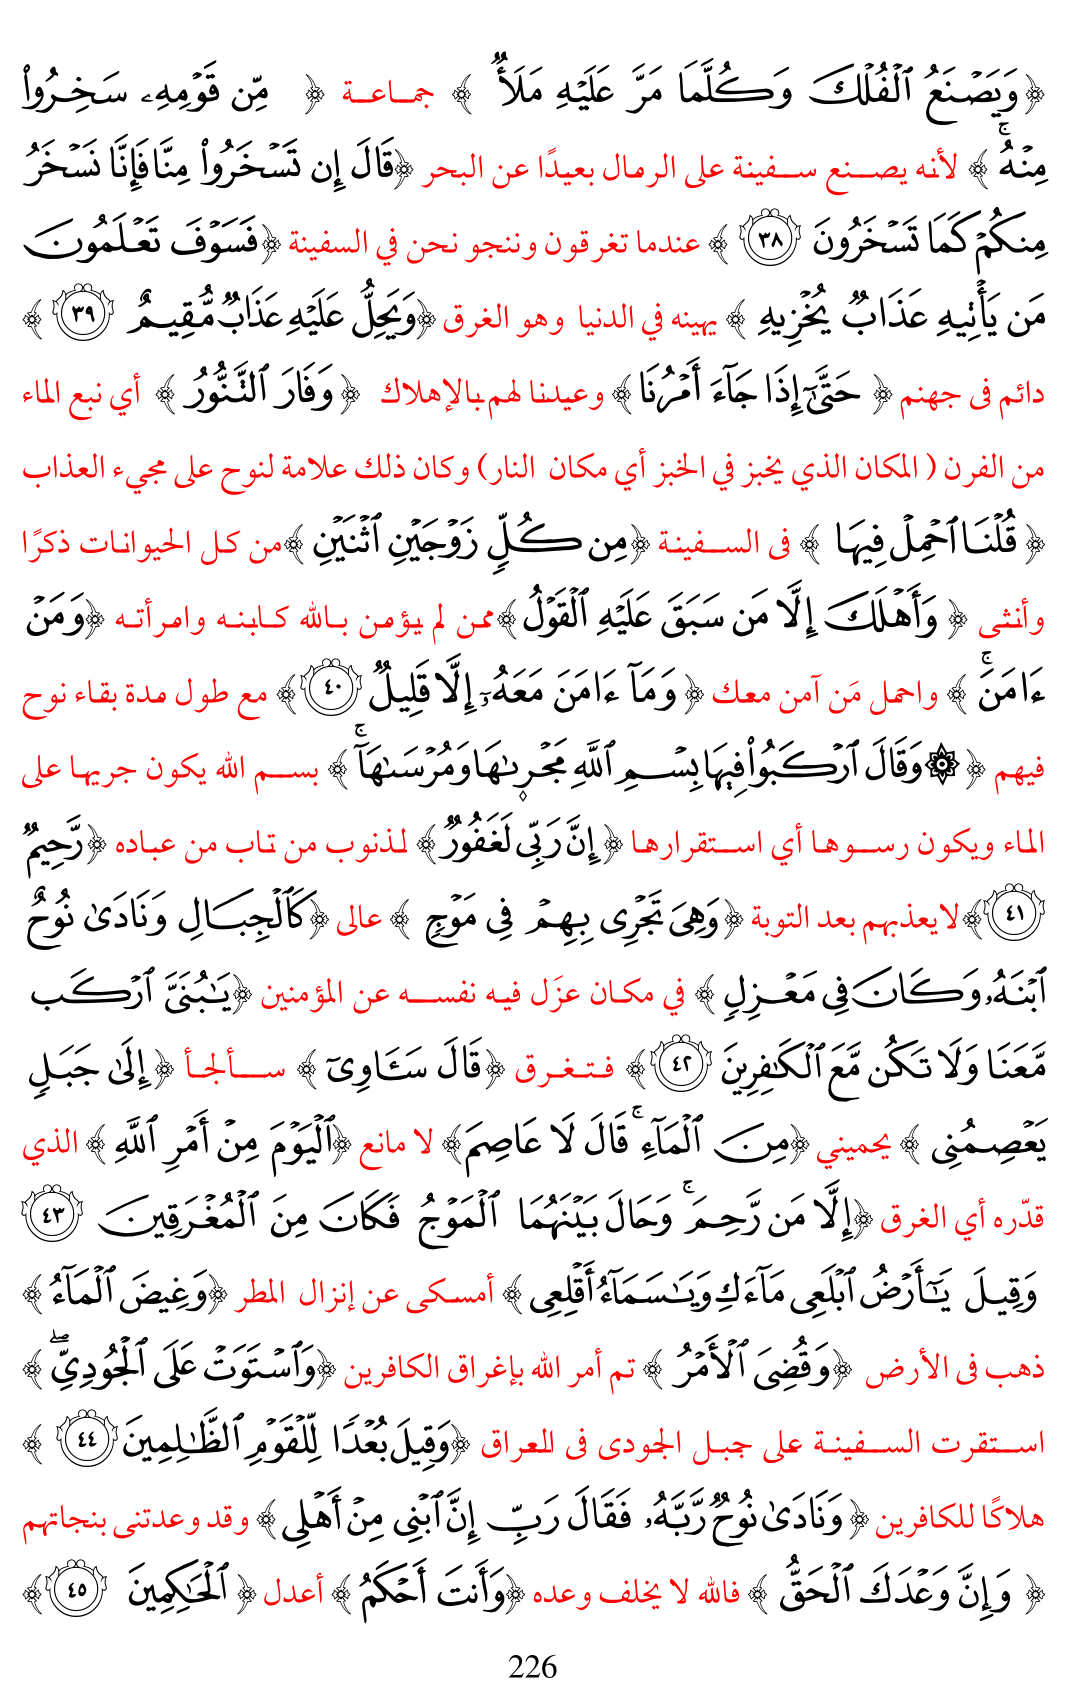 ﴿وَيَصۡنَعُ ٱلۡفُلۡكَ وَكُلَّمَا مَرَّ عَلَيۡهِ مَلَأٞ ﴾ جماعة ﴿ مِّن قَوۡمِهِۦ سَخِرُواْ
مِنۡهُۚ ﴾ لأنه يصنع سفينة على الرمال بعيدًا عن البحر ﴿قَالَ إِن تَسۡخَرُواْ مِنَّا فَإِنَّا نَسۡخَرُ
مِنكُمۡ كَمَا تَسۡخَرُونَ ٣٨ ﴾ عندما تغرقون وننجو نحن في السفينة ﴿فَسَوۡفَ تَعۡلَمُونَ
مَن يَأۡتِيهِ عَذَابٞ يُخۡزِيهِ ﴾ يهينه في الدنيا وهو الغرق ﴿وَيَحِلُّ عَلَيۡهِ عَذَابٞ مُّقِيمٌ ٣٩ ﴾
دائم فى جهنم ﴿ حَتَّىٰٓ إِذَا جَآءَ أَمۡرُنَا﴾ وعيدنا لهم بالإهلاك ﴿وَفَارَ ٱلتَّنُّورُ ﴾ أي نبع الماء
من الفرن ( المكان الذي يخبز في الخبز أي مكان النار) وكان ذلك علامة لنوح على مجيء العذاب
﴿ قُلۡنَا ٱحۡمِلۡ فِيهَا ﴾ فى السفينة ﴿مِن كُلّٖ زَوۡجَيۡنِ ٱثۡنَيۡنِ ﴾من كل الحيوانات ذكرًا
وأنثى ﴿ وَأَهۡلَكَ إِلَّا مَن سَبَقَ عَلَيۡهِ ٱلۡقَوۡلُ﴾ممن لم يؤمن بالله كابنه وامرأته ﴿وَمَنۡ
ءَامَنَۚ ﴾ واحمل مَن آمن معك ﴿وَمَآ ءَامَنَ مَعَهُۥٓ إِلَّا قَلِيلٞ ٤٠﴾ مع طول مدة بقاء نوح
فيهم ﴿ ۞وَقَالَ ٱرۡكَبُواْ فِيهَا بِسۡمِ ٱللَّهِ مَجۡر۪ىٰهَا وَمُرۡسَىٰهَآۚ ﴾ بسم الله يكون جريها على
الماء ويكون رسوها أي استقرارها ﴿إِنَّ رَبِّي لَغَفُورٞ﴾ لمذنوب من تاب من عباده ﴿رَّحِيمٞ
٤١﴾لايعذبهم بعد التوبة ﴿وَهِيَ تَجۡرِي بِهِمۡ فِي مَوۡجٖ ﴾ عالى ﴿كَٱلۡجِبَالِ وَنَادَىٰ نُوحٌ
ٱبۡنَهُۥ وَكَانَ فِي مَعۡزِلٖ ﴾ في مكان عزَل فيه نفسه عن المؤمنين ﴿يَٰبُنَيَّ ٱرۡكَب
مَّعَنَا وَلَا تَكُن مَّعَ ٱلۡكَٰفِرِينَ ٤٢﴾ فتغرق ﴿قَالَ سَـَٔاوِيٓ ﴾ سألجأ ﴿ إِلَىٰ جَبَلٖ
يَعۡصِمُنِي ﴾ يحميني ﴿مِنَ ٱلۡمَآءِۚ قَالَ لَا عَاصِمَ﴾ لا مانع ﴿ٱلۡيَوۡمَ مِنۡ أَمۡرِ ٱللَّهِ ﴾ الذي
قدّره أي الغرق ﴿إِلَّا مَن رَّحِمَۚ وَحَالَ بَيۡنَهُمَا ٱلۡمَوۡجُ فَكَانَ مِنَ ٱلۡمُغۡرَقِينَ ٤٣
وَقِيلَ يَٰٓأَرۡضُ ٱبۡلَعِي مَآءَكِ وَيَٰسَمَآءُ أَقۡلِعِي ﴾ أمسكى عن إنزال المطر ﴿وَغِيضَ ٱلۡمَآءُ ﴾
ذهب فى الأرض ﴿وَقُضِيَ ٱلۡأَمۡرُ ﴾ تم أمر الله بإغراق الكافرين ﴿وَٱسۡتَوَتۡ عَلَى ٱلۡجُودِيِّۖ ﴾
استقرت السفينة على جبل الجودى فى العراق ﴿وَقِيلَ بُعۡدٗا لِّلۡقَوۡمِ ٱلظَّٰلِمِينَ ٤٤ ﴾
هلاكًا للكافرين ﴿وَنَادَىٰ نُوحٞ رَّبَّهُۥ فَقَالَ رَبِّ إِنَّ ٱبۡنِي مِنۡ أَهۡلِي ﴾ وقد وعدتنى بنجاتهم
﴿ وَإِنَّ وَعۡدَكَ ٱلۡحَقُّ ﴾ فالله لا يخلف وعده ﴿وَأَنتَ أَحۡكَمُ ﴾ أعدل ﴿ ٱلۡحَٰكِمِينَ ٤٥﴾
226